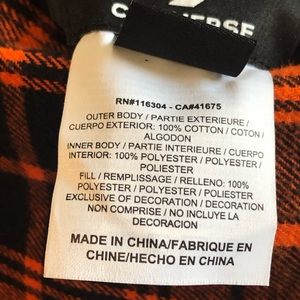 CONVERSE
RN#116304 - CA#41675
OUTER BODY / PARTIE EXTERIEURE /
CUERPO EXTERIOR: 100% COTTON / COTON /
ALGODON
INNER BODY / PARTIE INTERIEURE / CUERPO
INTERIOR: 100% POLYESTER / POLYESTER /
POLIESTER
FILL / REMPLISSAGE / RELLENO: 100%
POLYESTER / POLYESTER / POLYESTER
EXCLUSIVE OF DECORATION / DECORATION
NON COMPRISE / NO INCLUYE LA
DECORACION
MADE IN CHINA/FABRIQUE EN
CHINE/HECHO EN CHINA